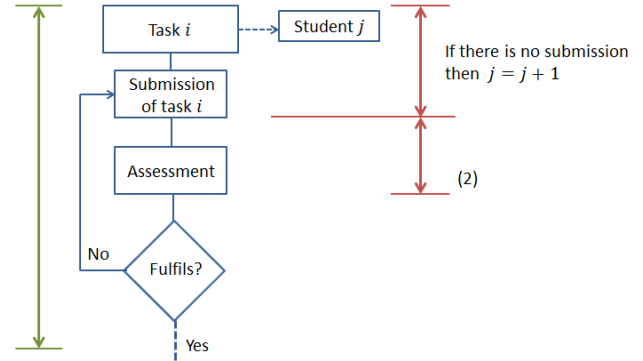 Task i
Student j
If there is no submission
then j = j + 1
Submission
of task i
Assessment
(2)
No
Fulfils?
Yes